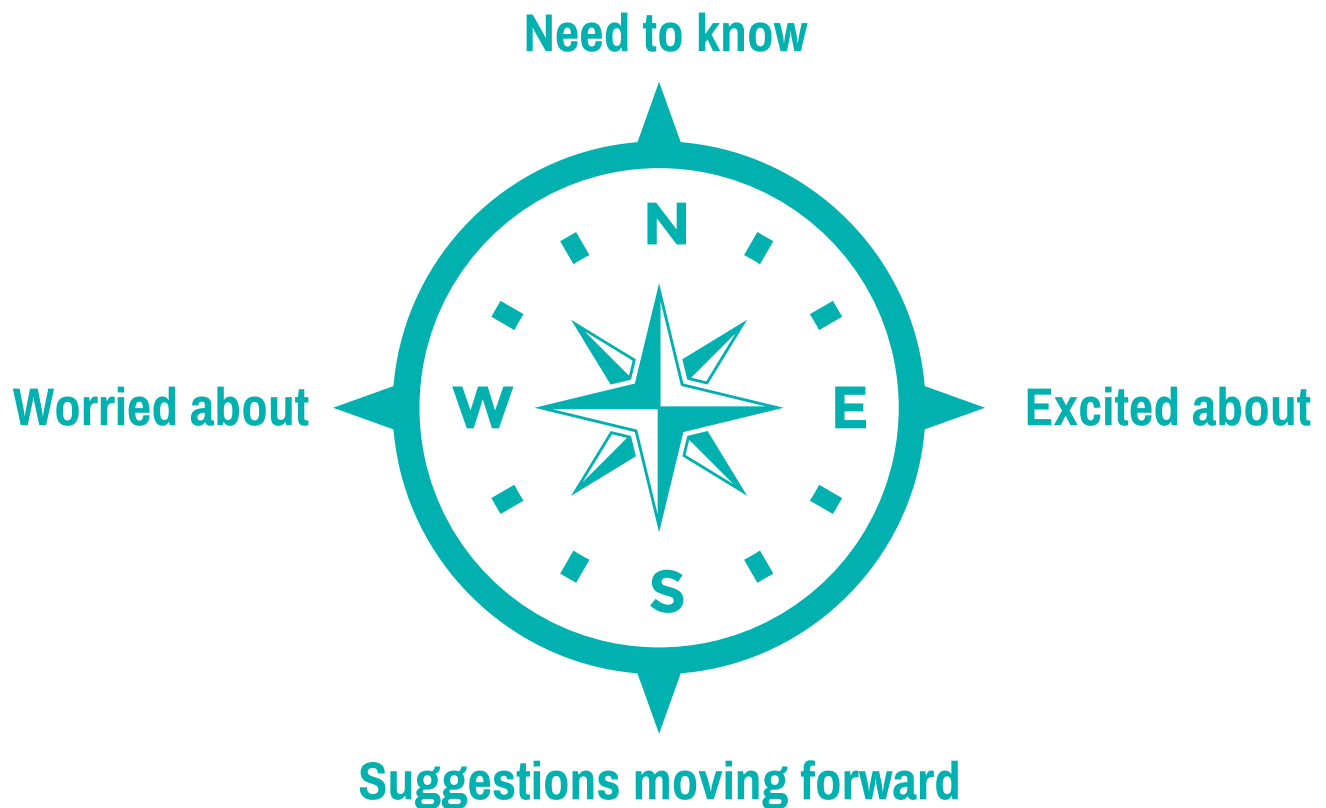 Need to know
N
Worried about
W
E
Excited about
S
Suggestions moving forward